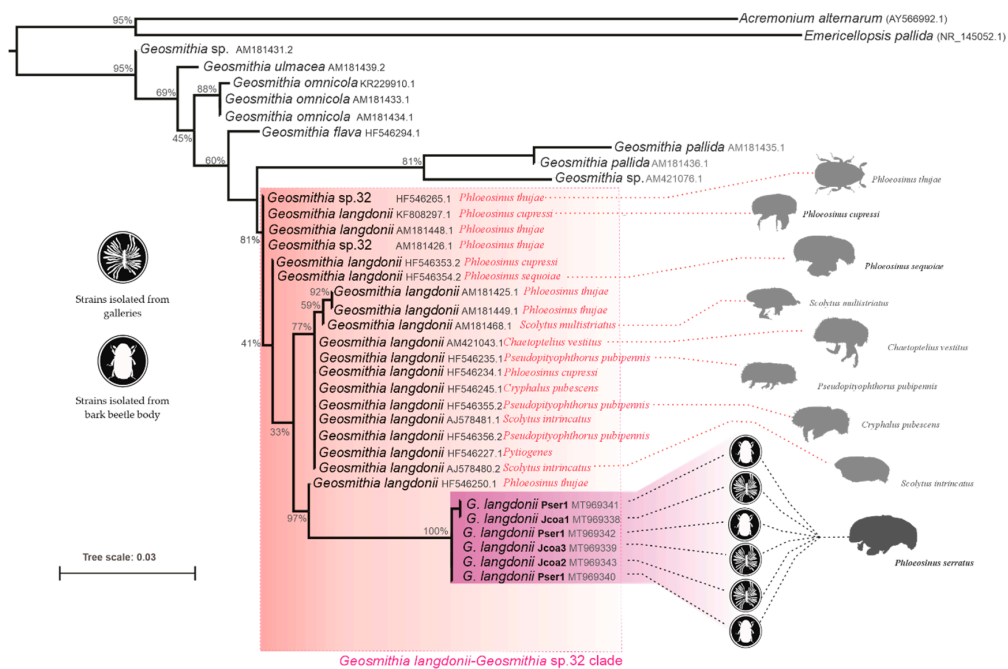 95%
Acremonium alternarum (AY566992.1)
Emericellopsis pallida (NR_145052.1)
Geosmithia sp. AM181431.2
95%
Geosmithia ulmacea AM181439.2
69%
88%
Geosmithia omnicola KR229910.1
Geosmithia omnicola AM181433.1
Geosmithia omnicola AM181434.1
45%
Geosmithia flava HF546294.1
60%
81%
Geosmithia pallida AM181435.1
Geosmithia pallida AM181436.1
Geosmithia sp. AM421076.1
81%
Geosmithia sp.32 HF546265.1 Phloeosinus thujae
Geosmithia langdonii KF808297.1 Phloeosinus cupressi
Geosmithia langdonii AM181448.1 Phloeosinus thujae
Geosmithia sp.32 AM181426.1 Phloeosinus thujae
Geosmithia langdonii HF546353.2 Phloeosinus cupressi
Geosmithia langdonii HF546354.2 Phloeosinus sequoiae
92%
Geosmithia langdonii AM181425.1 Phloeosinus thujae
59%
Geosmithia langdonii AM181449.1 Phloeosinus thujae
77%
Geosmithia langdonii AM181468.1 Scolytus multistriatus
41%
Geosmithia langdonii AM421043.1 Chaetoptelius vestitus
Geosmithia langdonii HF546235.1 Pseudopityophthorus pubipennis
Geosmithia langdonii HF546234.1 Phloeosinus cupressi
Geosmithia langdonii HF546245.1 Cryphalus pubescens
Geosmithia langdonii HF546355.2 Pseudopityophthorus pubipennis
Geosmithia langdonii AJ578481.1 Scolytus intrincatus
33%
Geosmithia langdonii HF546356.2 Pseudopityophthorus pubipennis
Geosmithia langdonii HF546227.1 Pytiogenes
Geosmithia langdonii AJ578480.2 Scolytus intrincatus
Geosmithia langdonii HF546250.1 Phloeosinus thujae
97%
100%
G. langdonii Pser1 MT969341
G. langdonii Jcoa1 MT969338
G. langdonii Pser1 MT969342
G. langdonii Jcoa3 MT969339
G. langdonii Jcoa2 MT969343
G. langdonii Pser1 MT969340
Geosmithia langdonii-Geosmithia sp.32 clade
Strains isolated from
galleries
Strains isolated from
bark beetle body
Tree scale: 0.03
Phloeosinus thujae
Phloeosinus cupressi
Phloeosinus sequoiae
Scolytus multistriatus
Chaetoptelius vestitus
Pseudopityophthorus pubipennis
Cryphalus pubescens
Scolytus intrincatus
Phloeosinus serratus